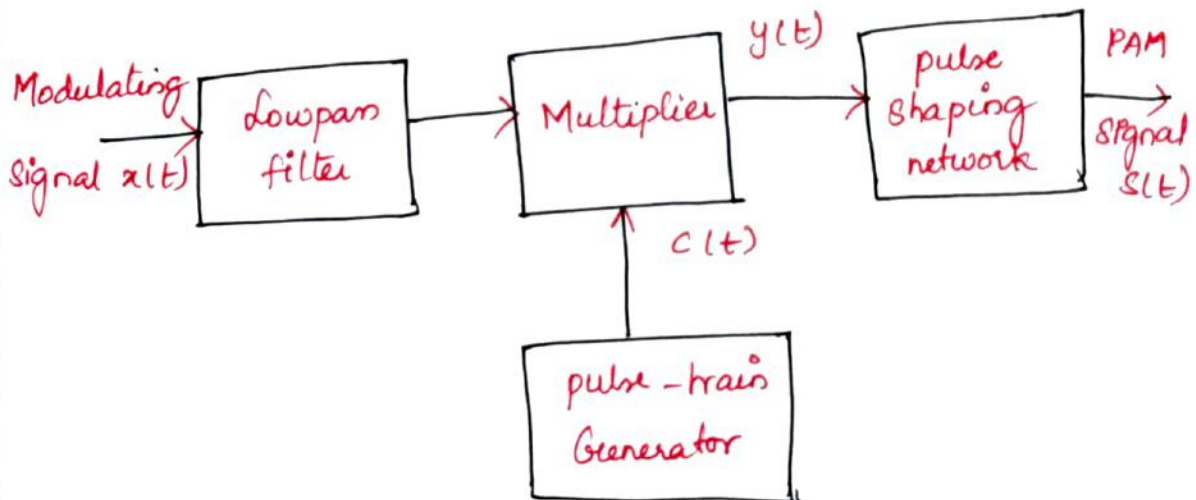 Modulating
signal x(t)
Lowpass
filter
Multiplier
y(t)
pulse
shaping
network
PAM
signal
s(t)
C(t)
pulse-train
Generator